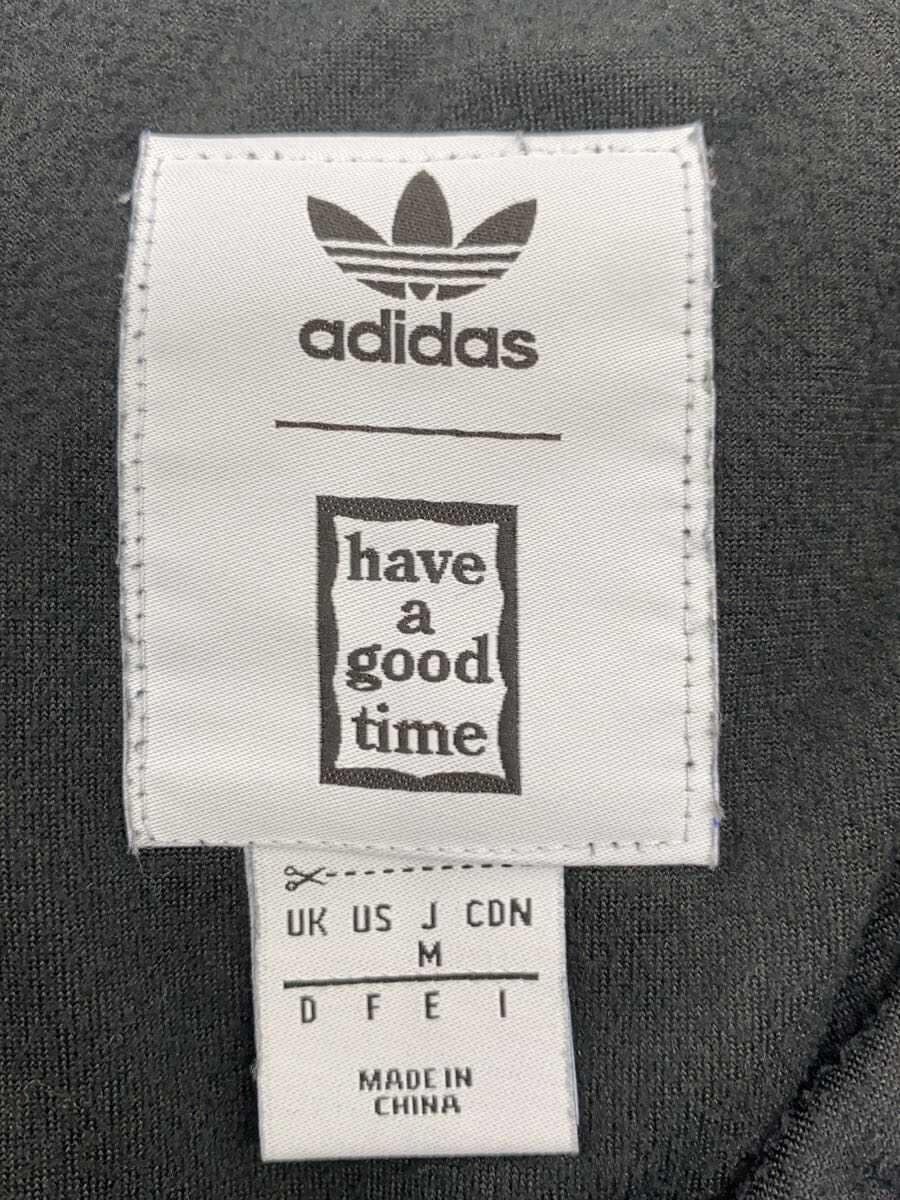 adidas
have
a
good
time
UK US J CDN
M
D F E I
MADE IN
CHINA